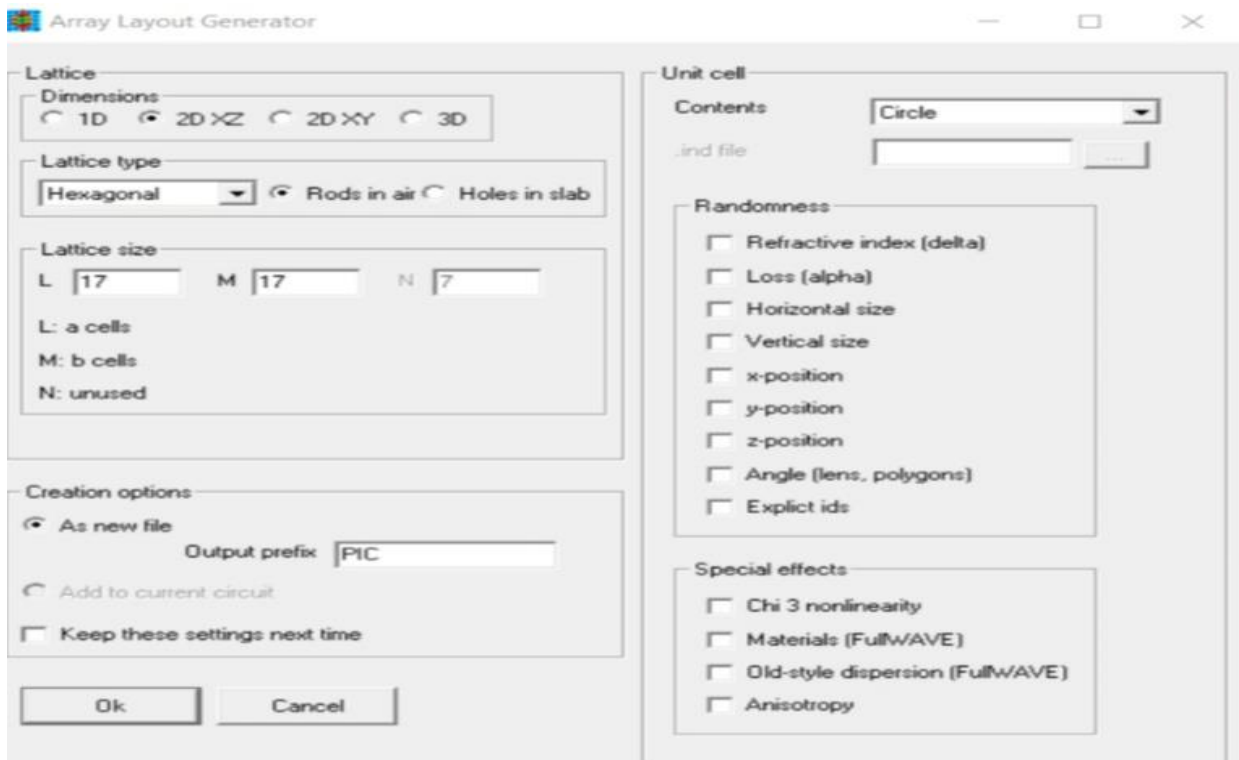 Array Layout Generator
Lattice
Dimensions
1D 2D XZ 2D XY 3D
Lattice type
Hexagonal Rods in air Holes in slab
Lattice size
L 17 M 17 N 7
L: a cells
M: b cells
N: unused
Creation options
As new file
Output prefix PIC
Add to current circuit
Keep these settings next time
Ok Cancel
Unit cell
Contents Circle
.ind file ...
Randomness
Refractive index (delta)
Loss (alpha)
Horizontal size
Vertical size
x-position
y-position
z-position
Angle (lens, polygons)
Explict ids
Special effects
Chi 3 nonlinearity
Materials (FullWAVE)
Old-style dispersion (FullWAVE)
Anisotropy